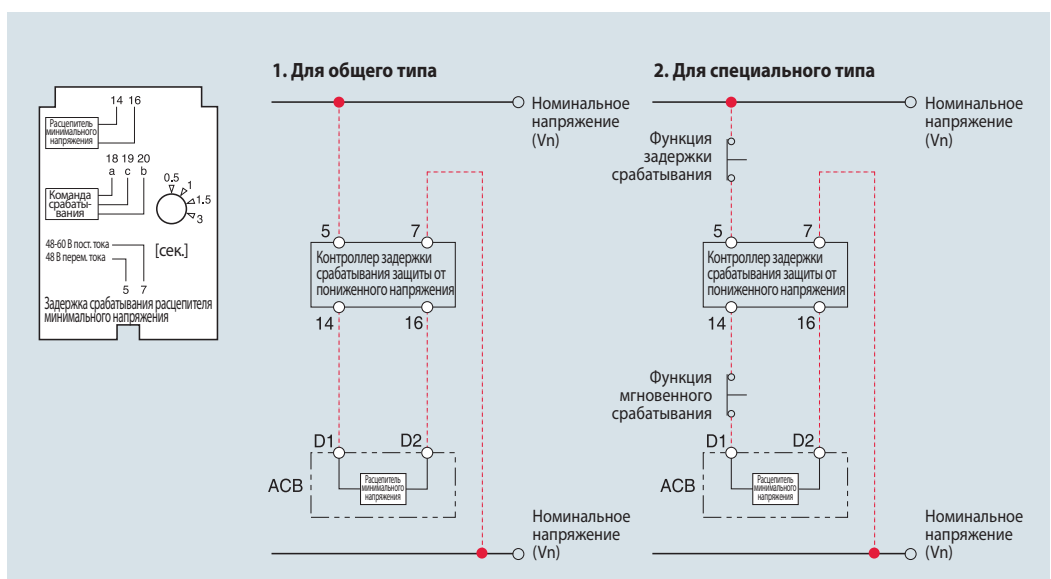 14 16
Расцепитель
минимального
напряжения
18 19 20
a c b
Команда
срабаты-
вания
0.5
1
1.5
3
[сек.]
48-60 В пост. тока
48 В перем. тока
5 7
Задержка срабатывания расцепителя
минимального напряжения
1. Для общего типа
Номинальное
напряжение
(Vn)
5 7
Контроллер задержки
срабатывания защиты от
пониженного напряжения
14 16
D1 D2
ACB
Расцепитель
минимального
напряжения
Номинальное
напряжение
(Vn)
2. Для специального типа
Номинальное
напряжение
(Vn)
Функция
задержки
срабатывания
5 7
Контроллер задержки
срабатывания защиты от
пониженного напряжения
14 16
Функция
мгновенного
срабатывания
D1 D2
ACB
Расцепитель
минимального
напряжения
Номинальное
напряжение
(Vn)